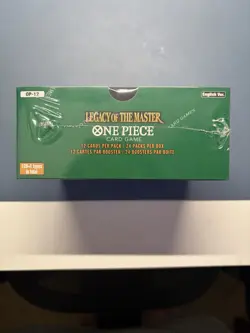 OP-12
English Ver.
LEGACY OF THE MASTER
ONE PIECE
CARD GAME
12 CARDS PER PACK / 24 PACKS PER BOX
12 CARTES PAR BOOSTER / 24 BOOSTERS PAR BOITE